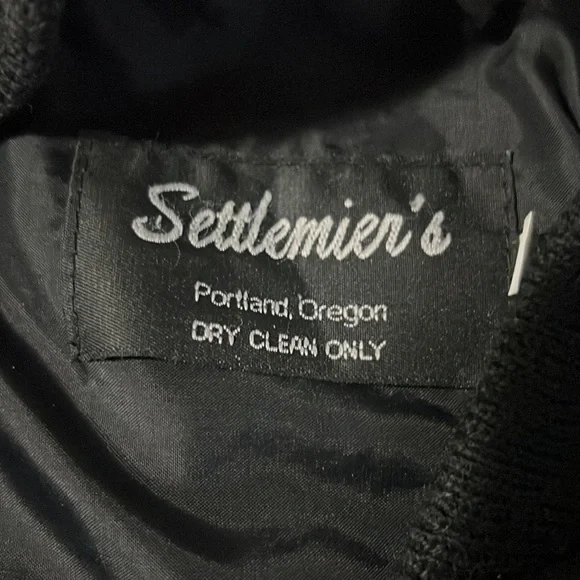 Settlemier's
Portland, Oregon
DRY CLEAN ONLY